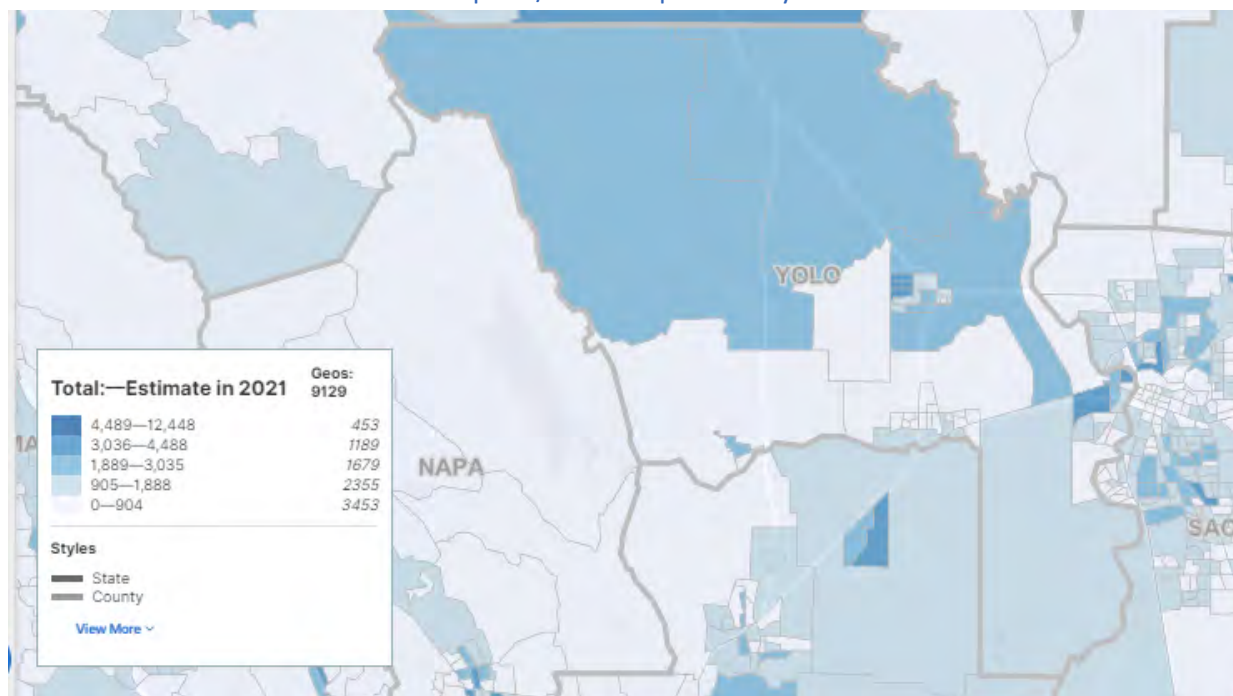 YOLO
Total:—Estimate in 2021
Geos:
9129
4,489—12,448 453
3,036—4,488 1189
1,889—3,035 1679
905—1,888 2355
0—904 3453
NAPA
SAC
Styles
State
County
View More